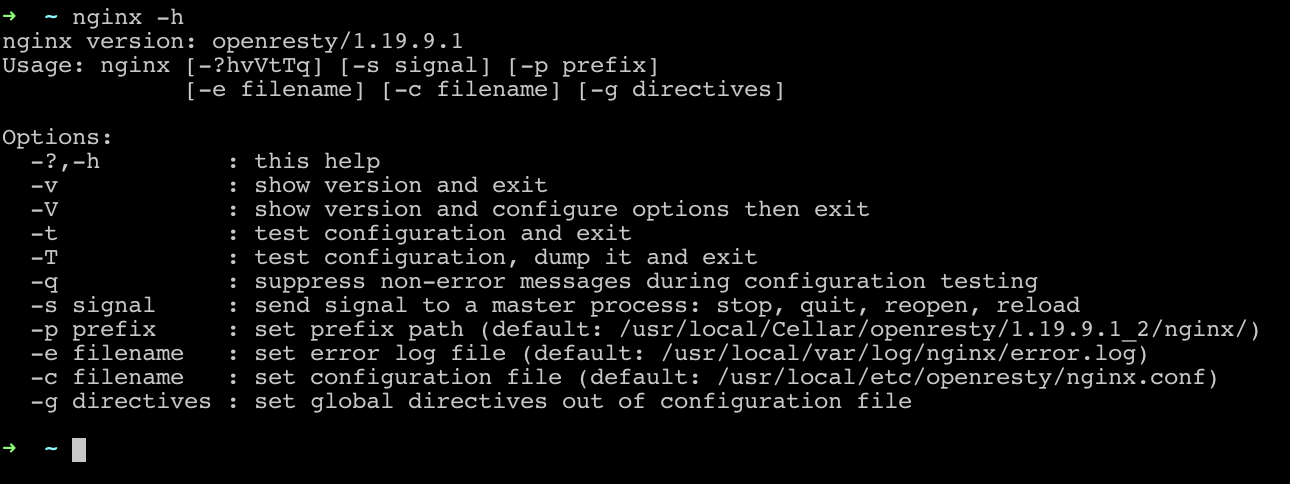 ➜  ~ nginx -h
nginx version: openresty/1.19.9.1
Usage: nginx [-?hvVtTq] [-s signal] [-p prefix]
             [-e filename] [-c filename] [-g directives]

Options:
  -?,-h         : this help
  -v            : show version and exit
  -V            : show version and configure options then exit
  -t            : test configuration and exit
  -T            : test configuration, dump it and exit
  -q            : suppress non-error messages during configuration testing
  -s signal     : send signal to a master process: stop, quit, reopen, reload
  -p prefix     : set prefix path (default: /usr/local/Cellar/openresty/1.19.9.1_2/nginx/)
  -e filename   : set error log file (default: /usr/local/var/log/nginx/error.log)
  -c filename   : set configuration file (default: /usr/local/etc/openresty/nginx.conf)
  -g directives : set global directives out of configuration file

➜  ~